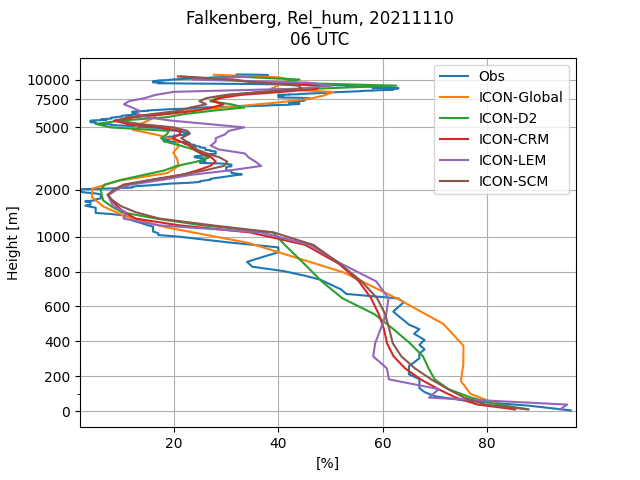 Falkenberg, Rel_hum, 20211110
06 UTC
Obs
ICON-Global
ICON-D2
ICON-CRM
ICON-LEM
ICON-SCM
10000
7500
5000
2000
1000
800
600
400
200
0
Height [m]
20
40
60
80
[%]